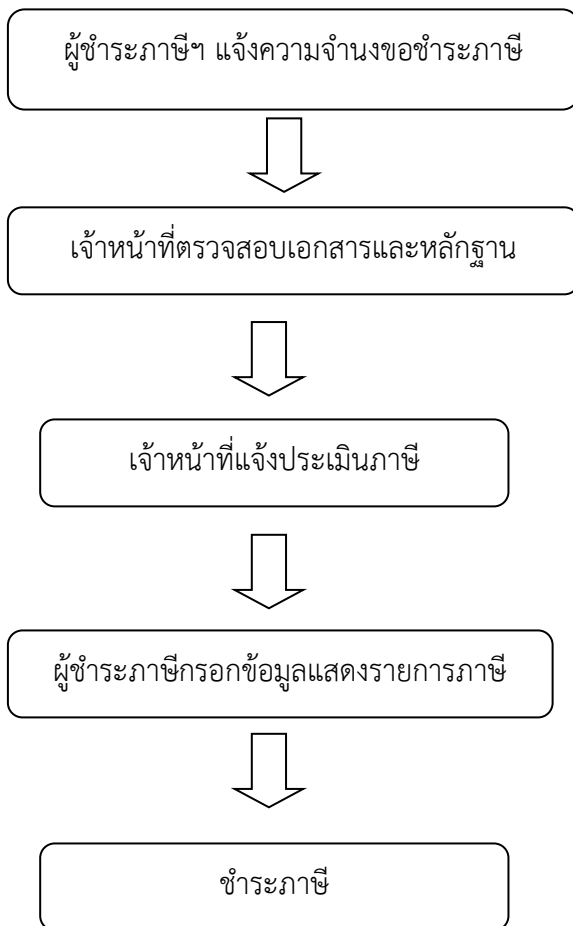 ผู้ชำระภาษีฯ แจ้งความจำนงขอชำระภาษี
เจ้าหน้าที่ตรวจสอบเอกสารและหลักฐาน
เจ้าหน้าที่แจ้งประเมินภาษี
ผู้ชำระภาษีกรอกข้อมูลแสดงรายการภาษี
ชำระภาษี